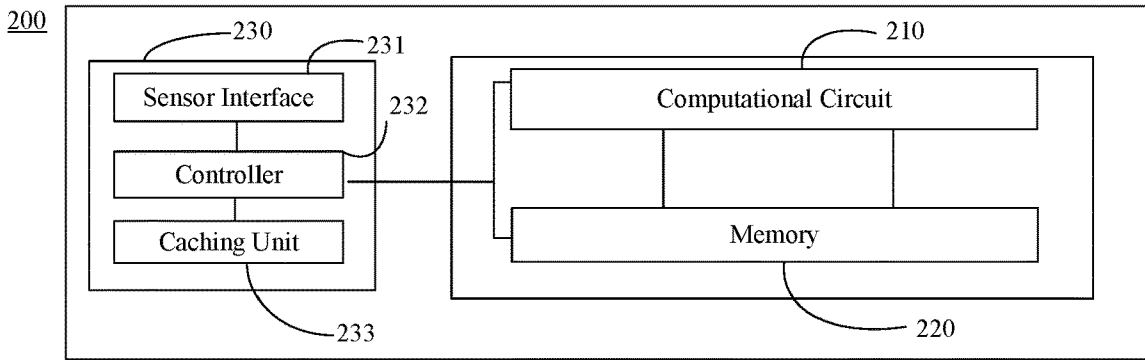 200
230
231
210
Sensor Interface
Computational Circuit
232
Controller
Caching Unit
Memory
233
220